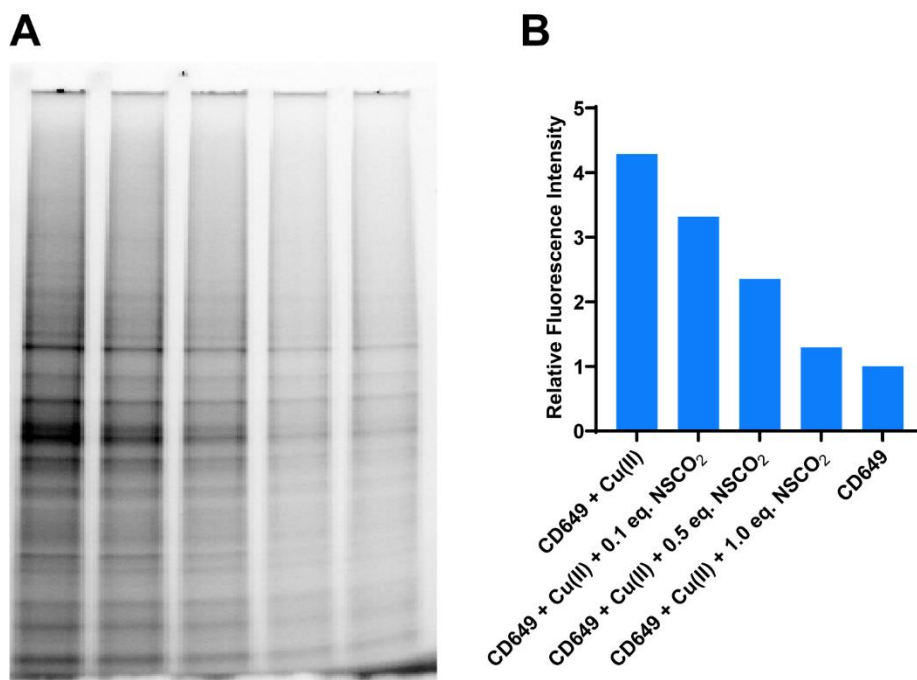 A
B
Relative Fluorescence Intensity
5
4
3
2
1
0
CD649 + Cu(II)
CD649 + Cu(II) + 0.1 eq. NSCO₂
CD649 + Cu(II) + 0.5 eq. NSCO₂
CD649 + Cu(II) + 1.0 eq. NSCO₂
CD649